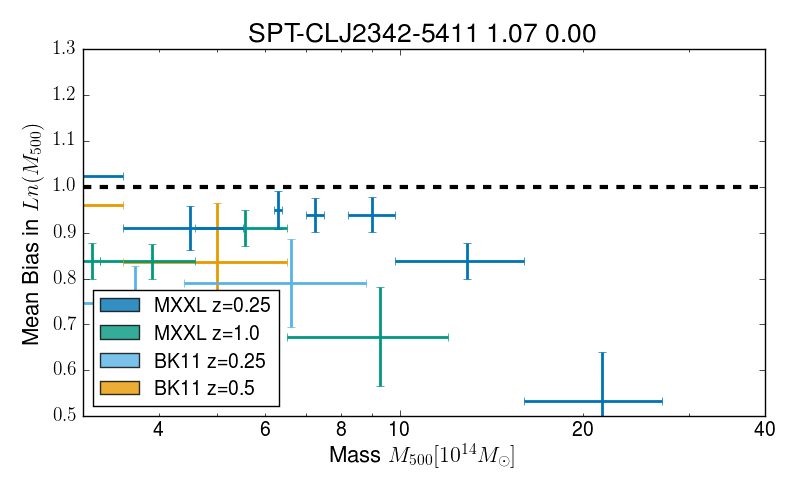 SPT-CLJ2342-5411 1.07 0.00
1.3
1.2
1.1
1.0
0.9
0.8
0.7
0.6
0.5
Mean Bias in Ln(M₅₀₀)
MXXL z=0.25
MXXL z=1.0
BK11 z=0.25
BK11 z=0.5
4 6 8 10 20 40
Mass M₅₀₀[10¹⁴M☉]